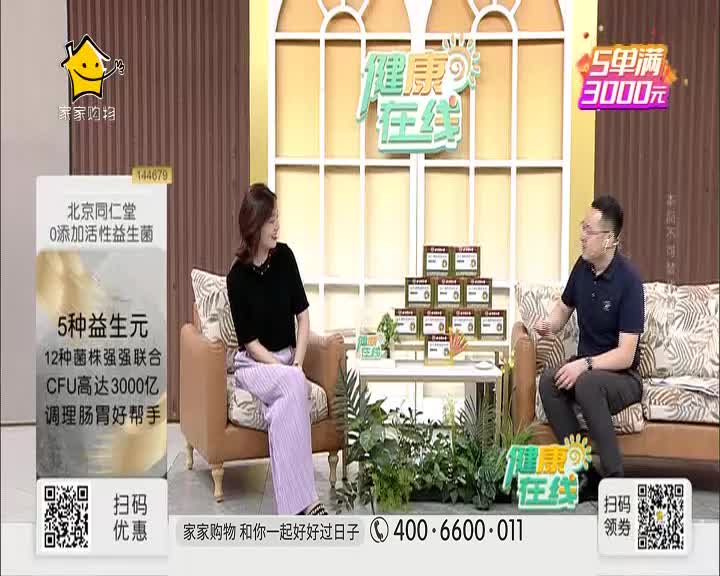 家家购物
健康
在线
5单满
3000元
144679
北京同仁堂
0添加活性益生菌
5种益生元
12种菌株强强联合
CFU高达3000亿
调理肠胃好帮手
健康
在线
健康
在线
扫码
优惠
家家购物 和你一起好好过日子
400·6600·011
扫码
领券